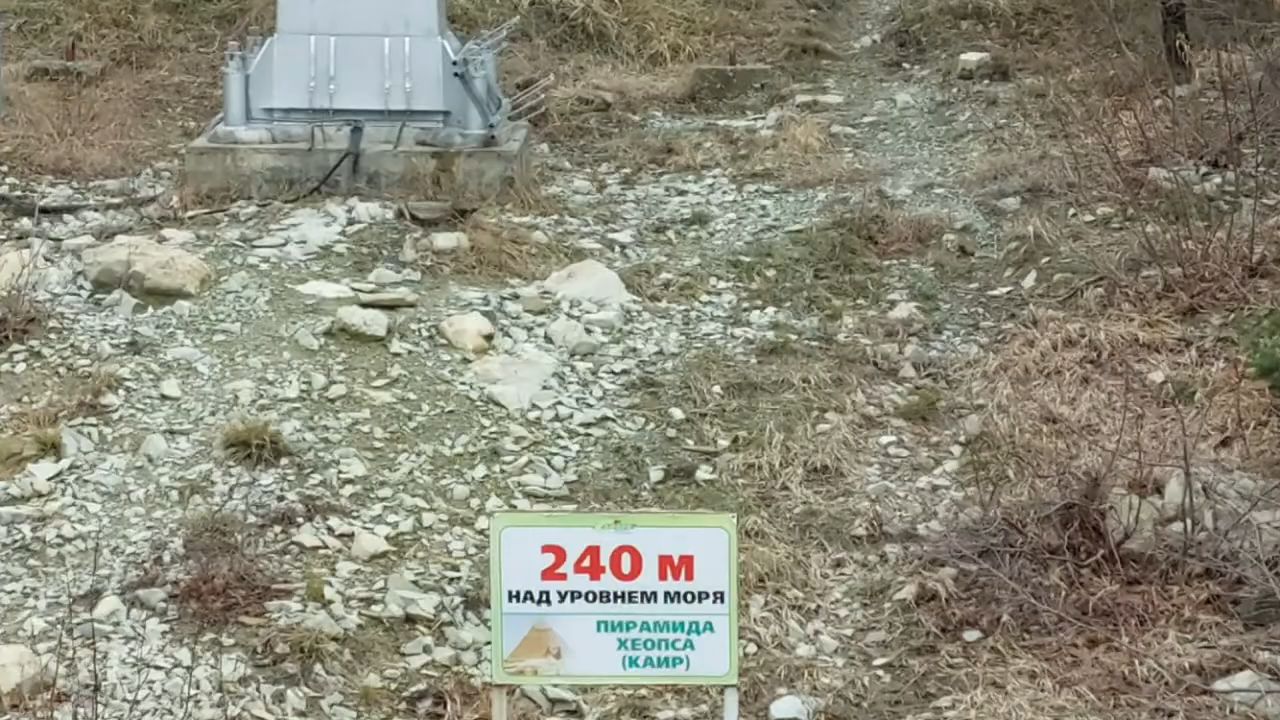 240 м
НАД УРОВНЕМ МОРЯ
ПИРАМИДА
ХЕОПСА
(КАИР)